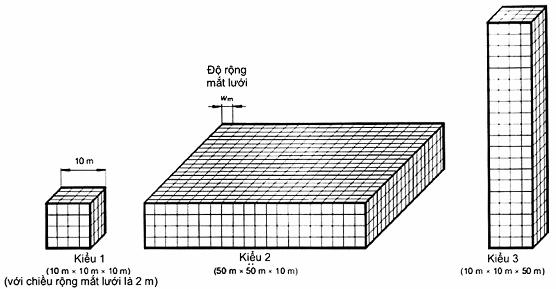 Độ rộng
mắt lưới
wm
10 m
Kiểu 1
(10 m × 10 m × 10 m)
(với chiều rộng mắt lưới là 2 m)
Kiểu 2
(50 m × 50 m × 10 m)
Kiểu 3
(10 m × 10 m × 50 m)